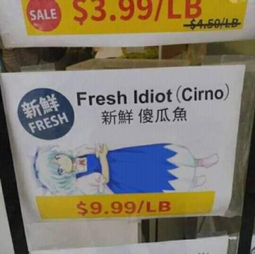 SALE
$3.99/LB
$4.50/LB
新鮮
FRESH
Fresh Idiot (Cirno)
新鮮 傻瓜魚
$9.99/LB